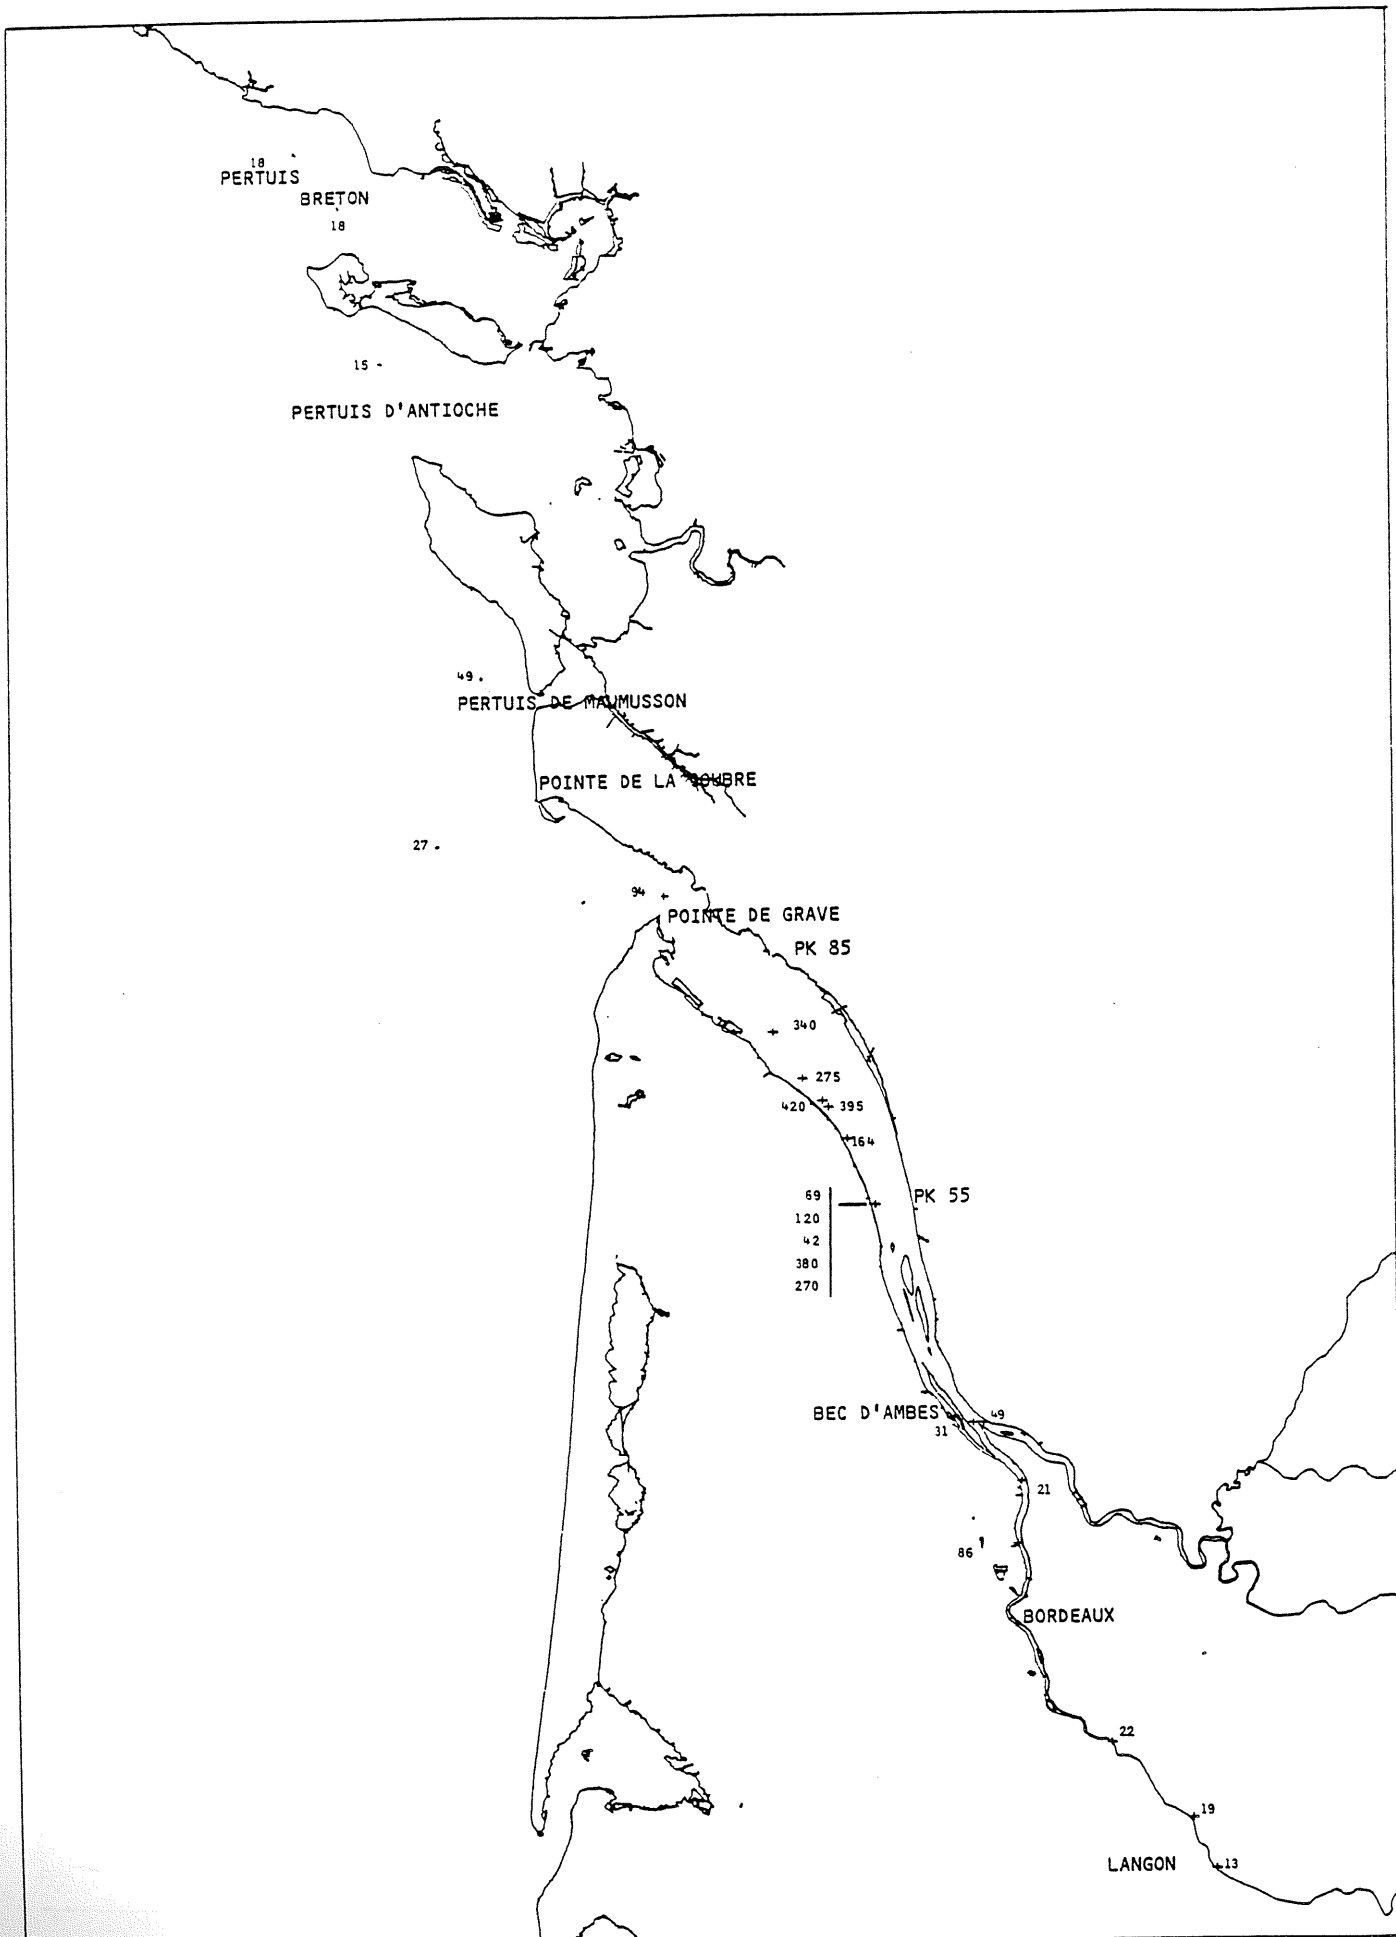 18
PERTUIS
BRETON
18
15
PERTUIS D'ANTIOCHE
49
PERTUIS DE MAUMUSSON
POINTE DE LA COUBRE
27
94
POINTE DE GRAVE
PK 85
340
275
420
395
164
69
PK 55
120
42
380
270
BEC D'AMBES
49
31
21
86
BORDEAUX
22
19
LANGON
13